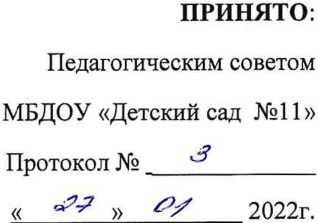 ПРИНЯТО:
Педагогическим советом
МБДОУ «Детский сад №11»
Протокол № 3
« 27 » 01 2022г.